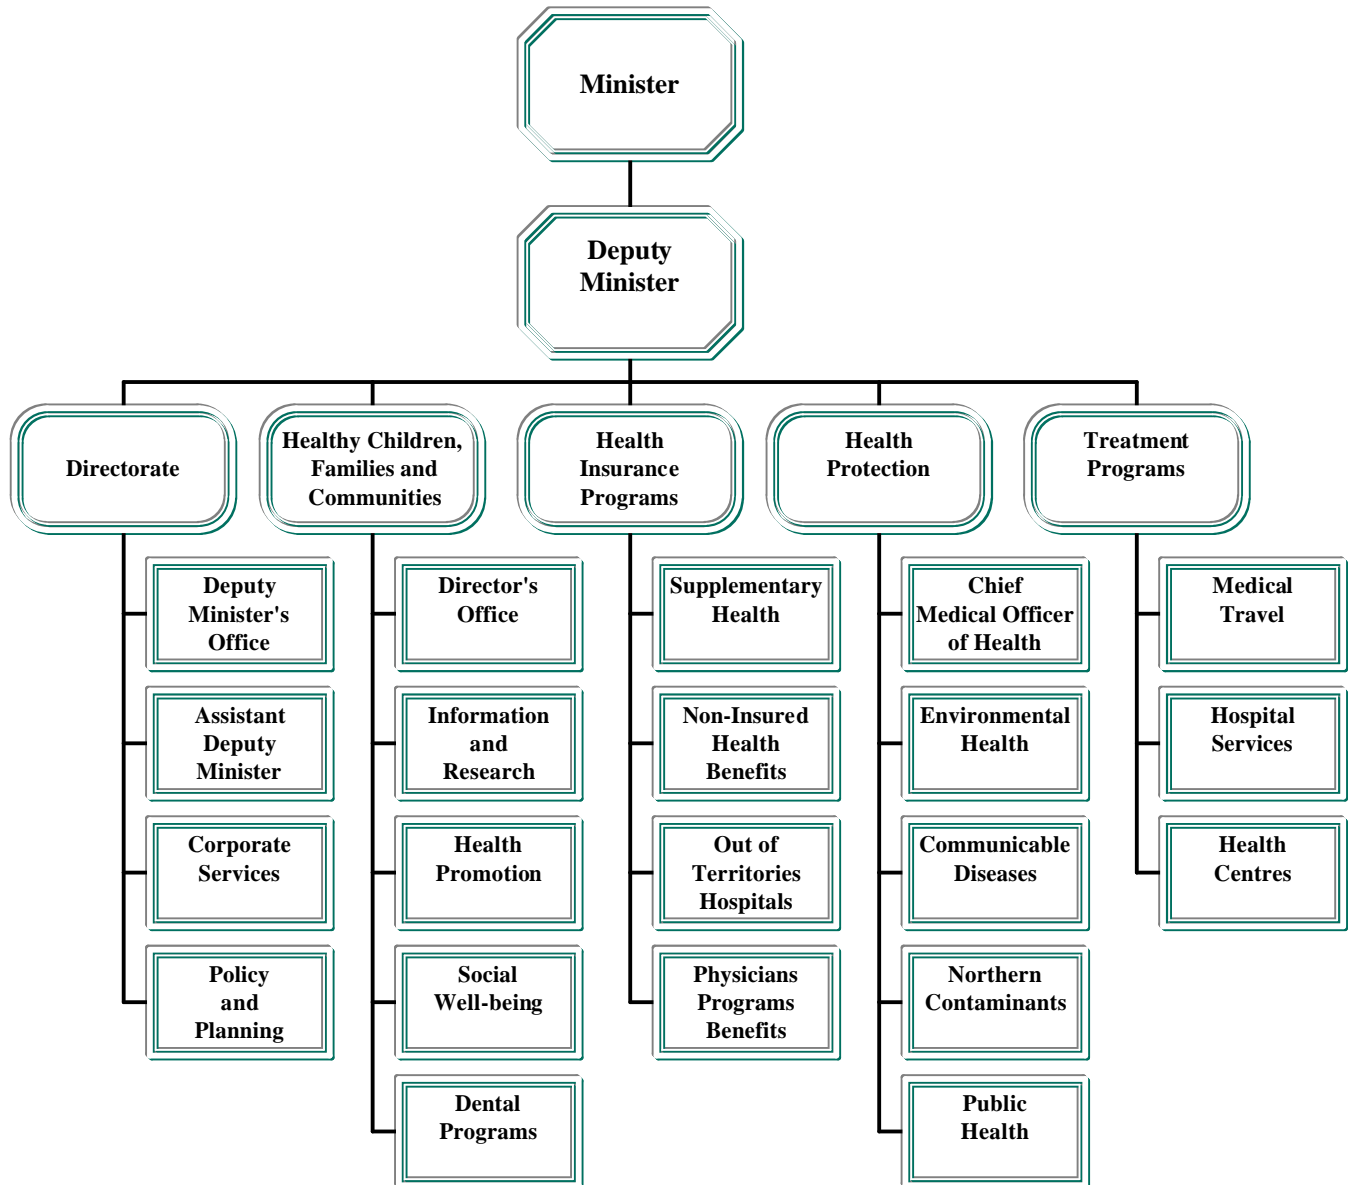 Minister
Deputy
Minister
Directorate
Healthy Children,
Families and
Communities
Health
Insurance
Programs
Health
Protection
Treatment
Programs
Deputy
Minister's
Office
Assistant
Deputy
Minister
Corporate
Services
Policy
and
Planning
Director's
Office
Information
and
Research
Health
Promotion
Social
Well-being
Dental
Programs
Supplementary
Health
Non-Insured
Health
Benefits
Out of
Territories
Hospitals
Physicians
Programs
Benefits
Chief
Medical Officer
of Health
Environmental
Health
Communicable
Diseases
Northern
Contaminants
Public
Health
Medical
Travel
Hospital
Services
Health
Centres